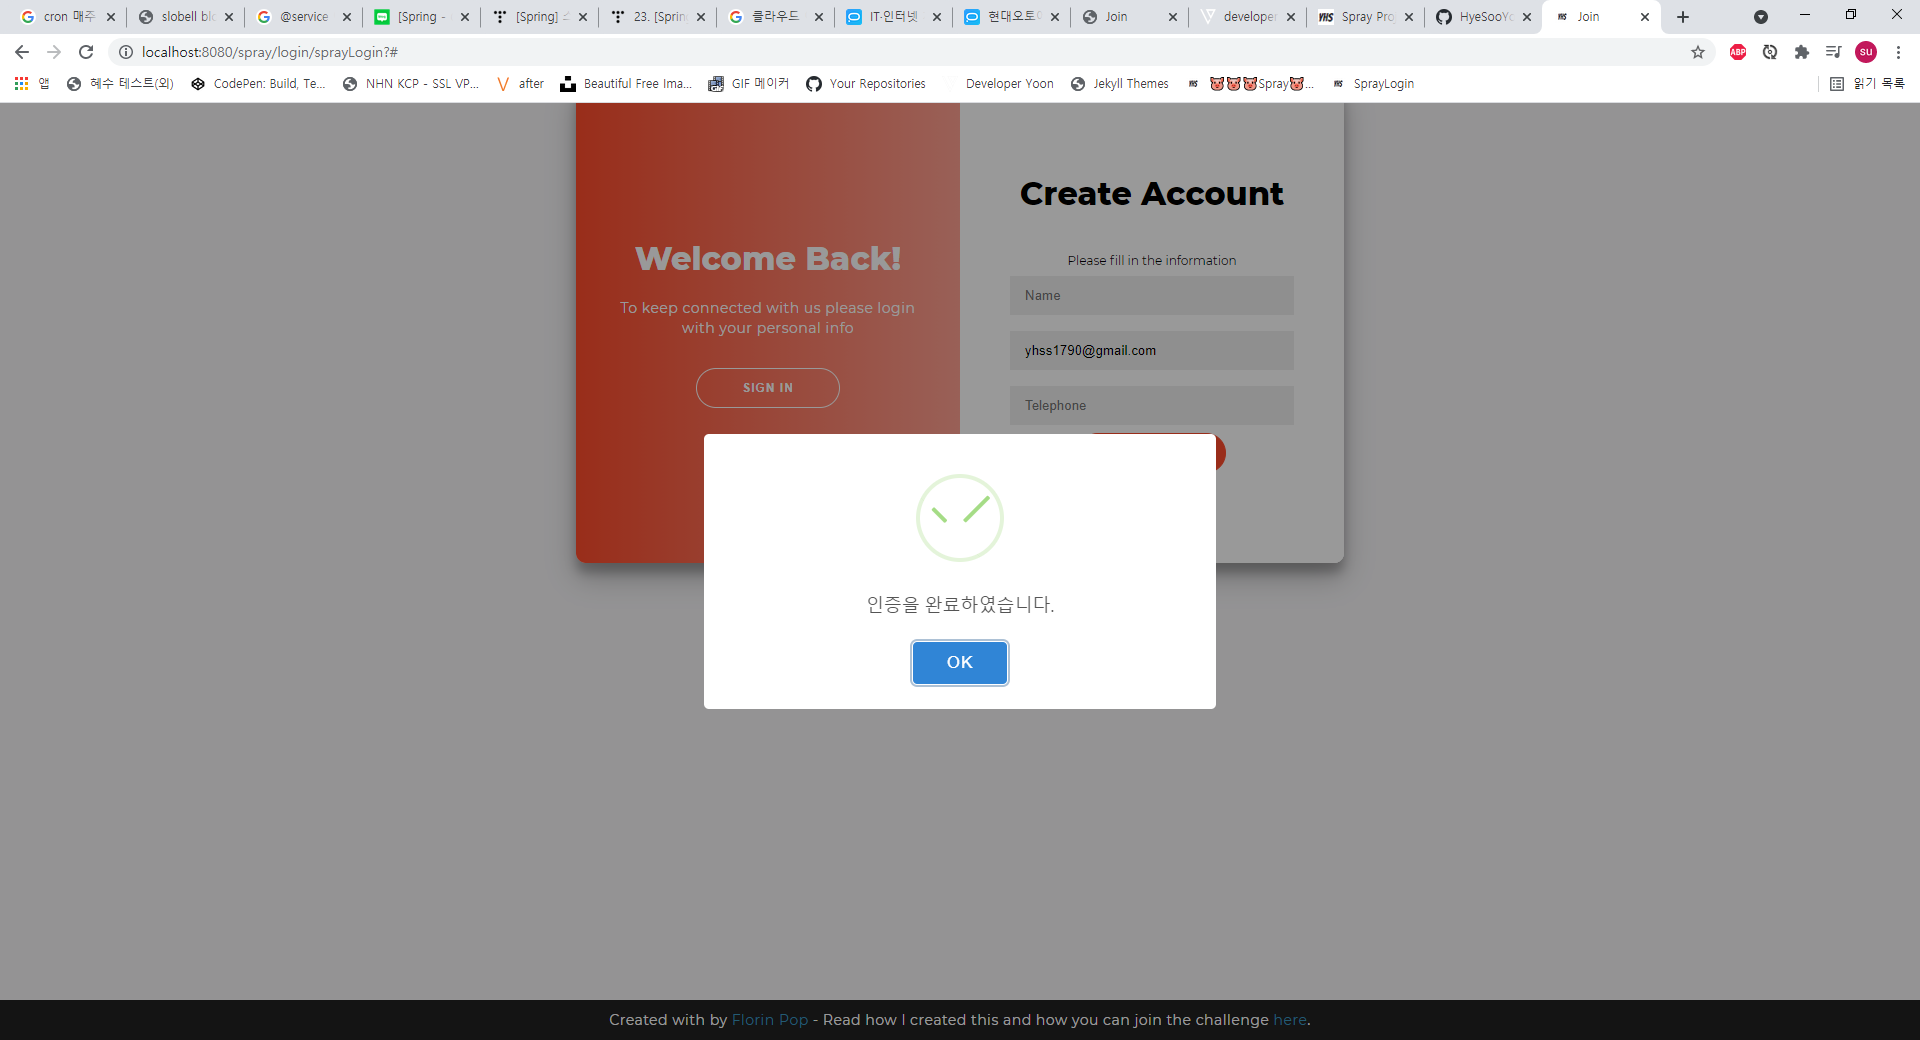 cron 매주
slobell bl
@service
[Spring -
[Spring]
23. [Sprin
클라우드
IT·인터넷
현대오토
Join
developer
Spray Pro
HyeSooYo
Join
localhost:8080/spray/login/sprayLogin?#
ABP
su
앱
혜수 테스트(외)
CodePen: Build, Te...
NHN KCP - SSL VP...
after
Beautiful Free Ima...
GIF 메이커
Your Repositories
Developer Yoon
Jekyll Themes
YHS
Spray
...
YHS
SprayLogin
읽기 목록
Welcome Back!
To keep connected with us please login
with your personal info
SIGN IN
Create Account
Please fill in the information
Name
yhss1790@gmail.com
Telephone
인증을 완료하였습니다.
OK
Created with by Florin Pop - Read how I created this and how you can join the challenge here.